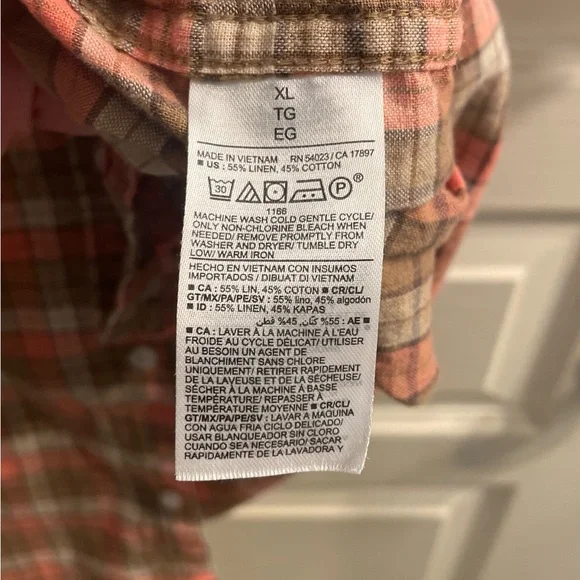 XL
TG
EG
MADE IN VIETNAM RN 54023 / CA 17897
■ US : 55% LINEN, 45% COTTON
30 P ®
1166
MACHINE WASH COLD GENTLE CYCLE/
ONLY NON-CHLORINE BLEACH WHEN
NEEDED/ REMOVE PROMPTLY FROM
WASHER AND DRYER/ TUMBLE DRY
LOW/ WARM IRON
HECHO EN VIETNAM CON INSUMOS
IMPORTADOS / DIBUAT DI VIETNAM
■ CA : 55% LIN, 45% COTON ■ CR/CL/
GT/MX/PA/PE/SV : 55% lino, 45% algodón
■ ID : 55% LINEN, 45% KAPAS
■ AE : 55% كتّان, 45% قطن
■ CA : LAVER À LA MACHINE À L'EAU
FROIDE AU CYCLE DÉLICAT/ UTILISER
AU BESOIN UN AGENT DE
BLANCHIMENT SANS CHLORE
UNIQUEMENT/ RETIRER RAPIDEMENT
DE LA LAVEUSE ET DE LA SÉCHEUSE/
SÉCHER À LA MACHINE À BASSE
TEMPÉRATURE/ REPASSER À
TEMPÉRATURE MOYENNE ■ CR/CL/
GT/MX/PA/PE/SV : LAVAR A MAQUINA
CON AGUA FRIA CICLO DELICADO/
USAR BLANQUEADOR SIN CLORO
CUANDO SEA NECESARIO/ SACAR
RAPIDAMENTE DE LA LAVADORA Y